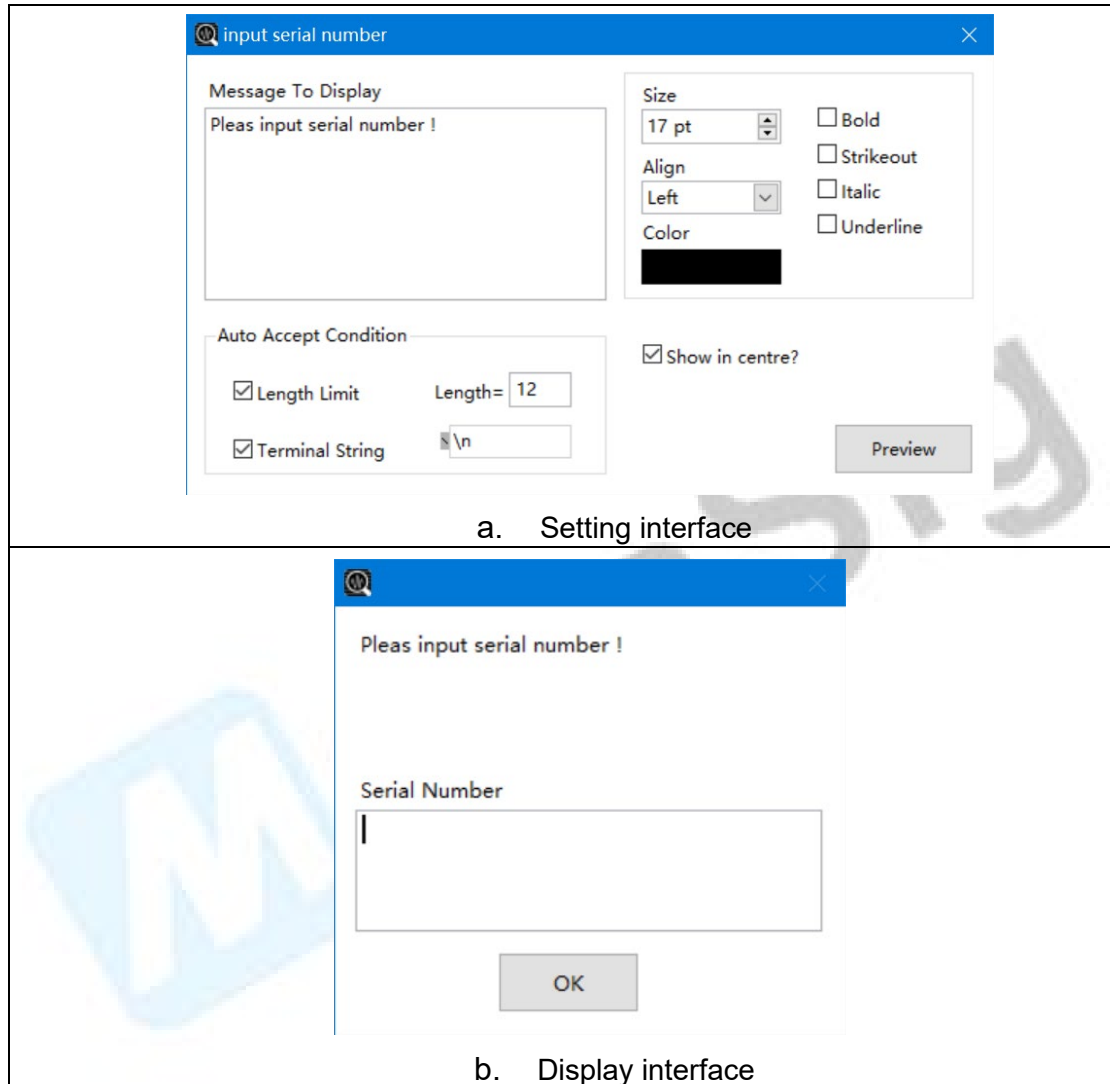 input serial number
Message To Display
Pleas input serial number !
Size
17 pt
Align
Left
Color
Bold
Strikeout
Italic
Underline
Auto Accept Condition
Length Limit Length= 12
Terminal String \n
Show in centre?
Preview
a. Setting interface
Pleas input serial number !
Serial Number
OK
b. Display interface